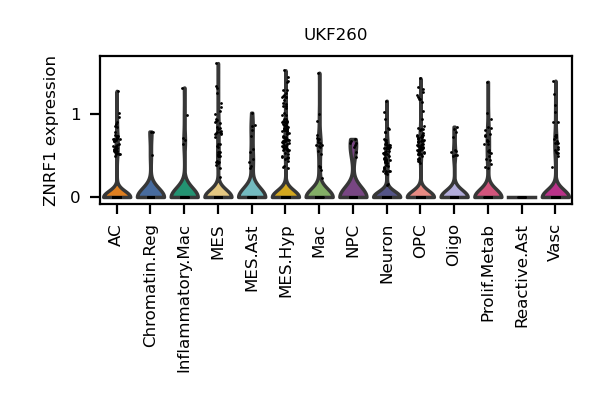 UKF260
ZNRF1 expression
1
0
AC
Chromatin.Reg
Inflammatory.Mac
MES
MES.Ast
MES.Hyp
Mac
NPC
Neuron
OPC
Oligo
Prolif.Metab
Reactive.Ast
Vasc